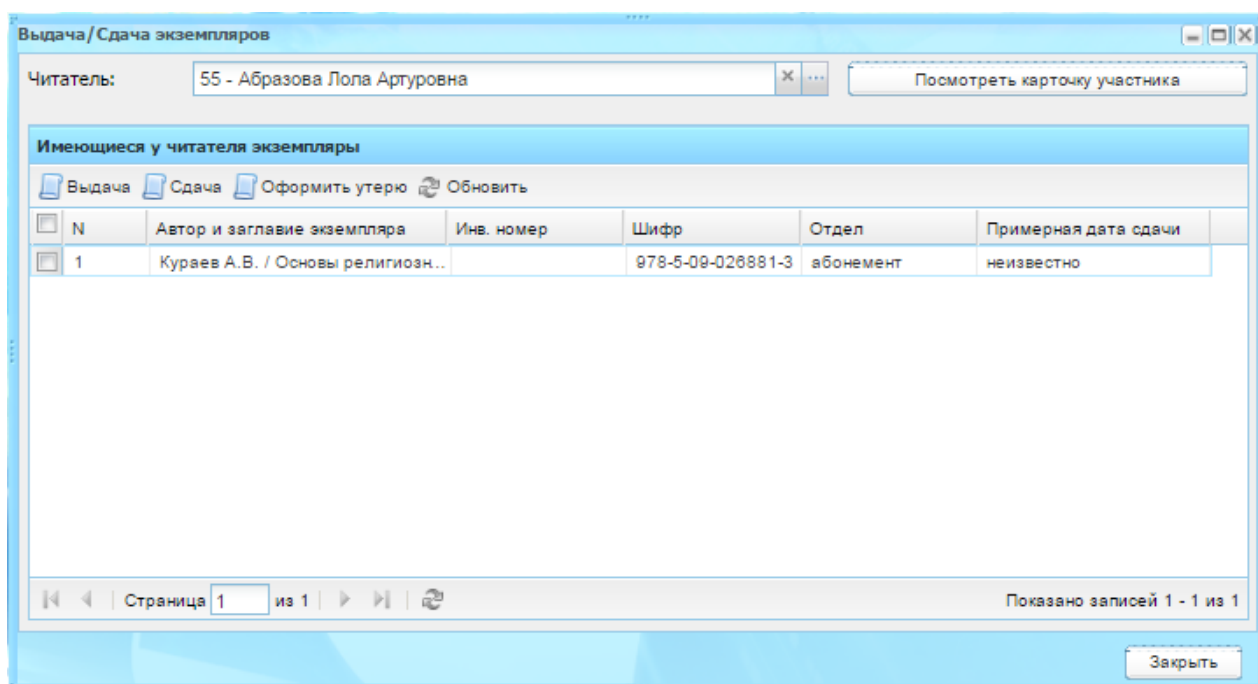 Выдача/Сдача экземпляров
Читатель: 55 - Абразова Лола Артуровна Посмотреть карточку участника
Имеющиеся у читателя экземпляры
Выдача Сдача Оформить утерю Обновить
N Автор и заглавие экземпляра Инв. номер Шифр Отдел Примерная дата сдачи
1 Кураев А.В. / Основы религиозн... 978-5-09-026881-3 абонемент неизвестно
Страница 1 из 1 Показано записей 1 - 1 из 1
Закрыть